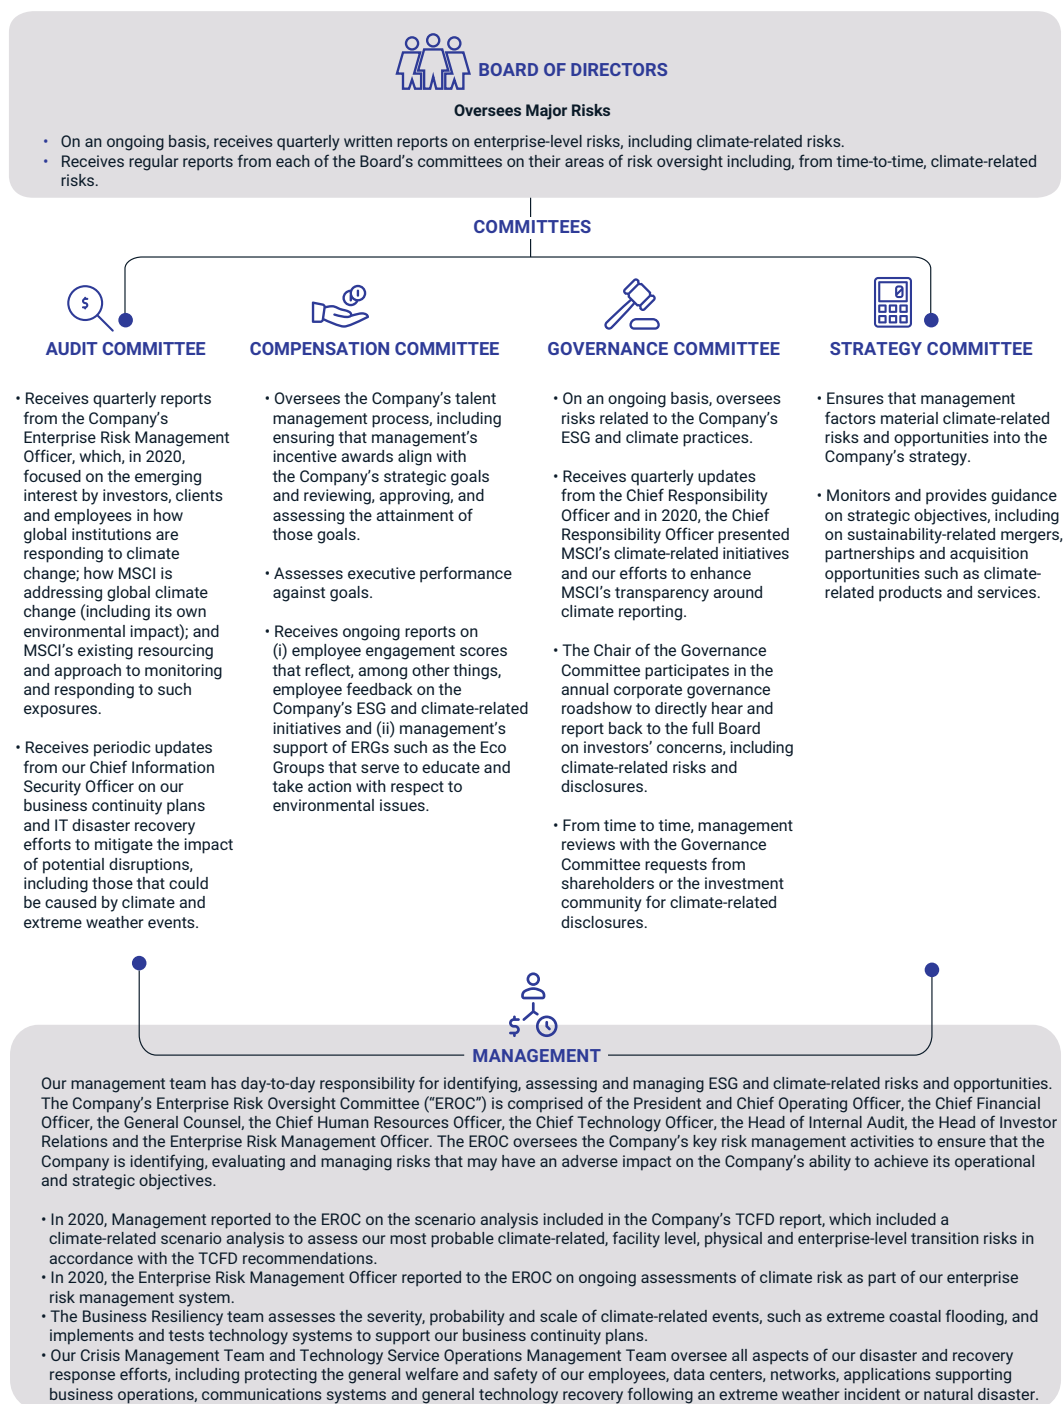 BOARD OF DIRECTORS
Oversees Major Risks
• On an ongoing basis, receives quarterly written reports on enterprise-level risks, including climate-related risks.
• Receives regular reports from each of the Board's committees on their areas of risk oversight including, from time-to-time, climate-related
risks.
COMMITTEES
$
AUDIT COMMITTEE
• Receives quarterly reports
from the Company's
Enterprise Risk Management
Officer, which, in 2020,
focused on the emerging
interest by investors, clients
and employees in how
global institutions are
responding to climate
change; how MSCI is
addressing global climate
change (including its own
environmental impact); and
MSCI's existing resourcing
and approach to monitoring
and responding to such
exposures.
• Receives periodic updates
from our Chief Information
Security Officer on our
business continuity plans
and IT disaster recovery
efforts to mitigate the impact
of potential disruptions,
including those that could
be caused by climate and
extreme weather events.
COMPENSATION COMMITTEE
• Oversees the Company's talent
management process, including
ensuring that management's
incentive awards align with
the Company's strategic goals
and reviewing, approving, and
assessing the attainment of
those goals.
• Assesses executive performance
against goals.
• Receives ongoing reports on
(i) employee engagement scores
that reflect, among other things,
employee feedback on the
Company's ESG and climate-related
initiatives and (ii) management's
support of ERGs such as the Eco
Groups that serve to educate and
take action with respect to
environmental issues.
GOVERNANCE COMMITTEE
• On an ongoing basis, oversees
risks related to the Company's
ESG and climate practices.
• Receives quarterly updates
from the Chief Responsibility
Officer and in 2020, the Chief
Responsibility Officer presented
MSCI's climate-related initiatives
and our efforts to enhance
MSCI's transparency around
climate reporting.
• The Chair of the Governance
Committee participates in the
annual corporate governance
roadshow to directly hear and
report back to the full Board
on investors' concerns, including
climate-related risks and
disclosures.
• From time to time, management
reviews with the Governance
Committee requests from
shareholders or the investment
community for climate-related
disclosures.
0
STRATEGY COMMITTEE
• Ensures that management
factors material climate-related
risks and opportunities into the
Company's strategy.
• Monitors and provides guidance
on strategic objectives, including
on sustainability-related mergers,
partnerships and acquisition
opportunities such as climate-
related products and services.
$
MANAGEMENT
Our management team has day-to-day responsibility for identifying, assessing and managing ESG and climate-related risks and opportunities.
The Company's Enterprise Risk Oversight Committee ("EROC") is comprised of the President and Chief Operating Officer, the Chief Financial
Officer, the General Counsel, the Chief Human Resources Officer, the Chief Technology Officer, the Head of Internal Audit, the Head of Investor
Relations and the Enterprise Risk Management Officer. The EROC oversees the Company's key risk management activities to ensure that the
Company is identifying, evaluating and managing risks that may have an adverse impact on the Company's ability to achieve its operational
and strategic objectives.
• In 2020, Management reported to the EROC on the scenario analysis included in the Company's TCFD report, which included a
climate-related scenario analysis to assess our most probable climate-related, facility level, physical and enterprise-level transition risks in
accordance with the TCFD recommendations.
• In 2020, the Enterprise Risk Management Officer reported to the EROC on ongoing assessments of climate risk as part of our enterprise
risk management system.
• The Business Resiliency team assesses the severity, probability and scale of climate-related events, such as extreme coastal flooding, and
implements and tests technology systems to support our business continuity plans.
• Our Crisis Management Team and Technology Service Operations Management Team oversee all aspects of our disaster and recovery
response efforts, including protecting the general welfare and safety of our employees, data centers, networks, applications supporting
business operations, communications systems and general technology recovery following an extreme weather incident or natural disaster.